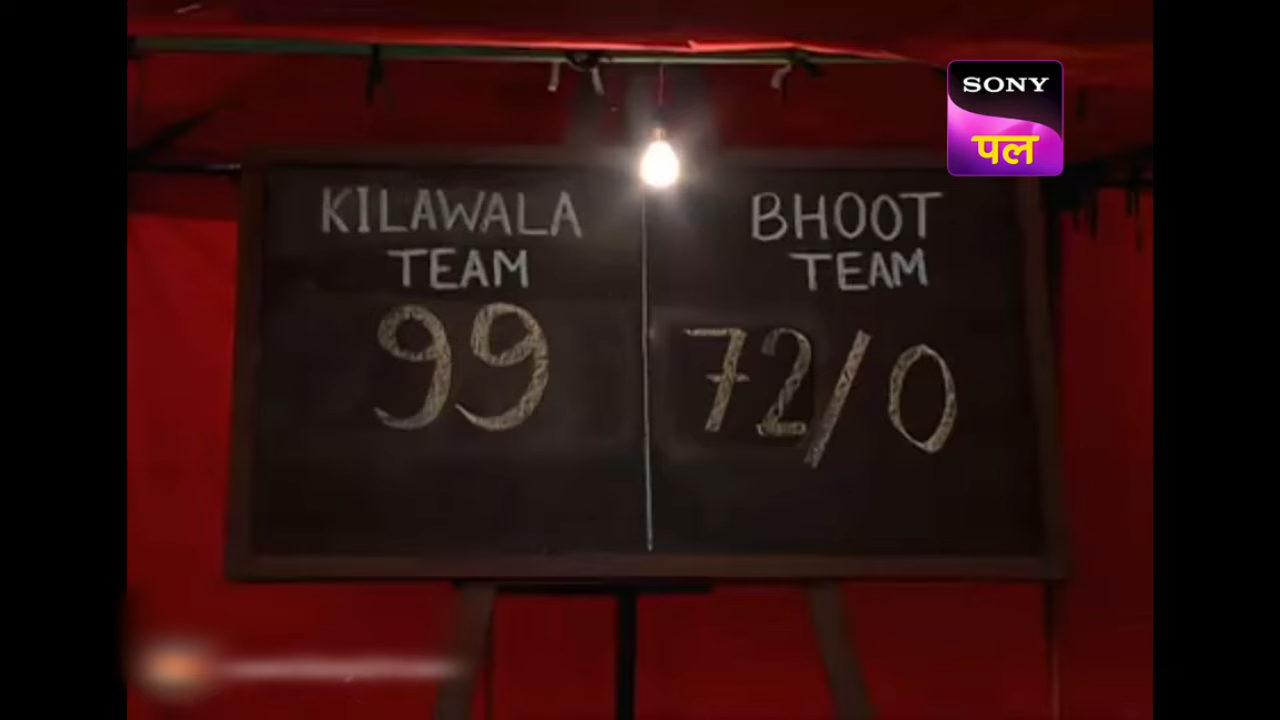 SONY
पल
KILAWALA
TEAM
99
BHOOT
TEAM
72/0